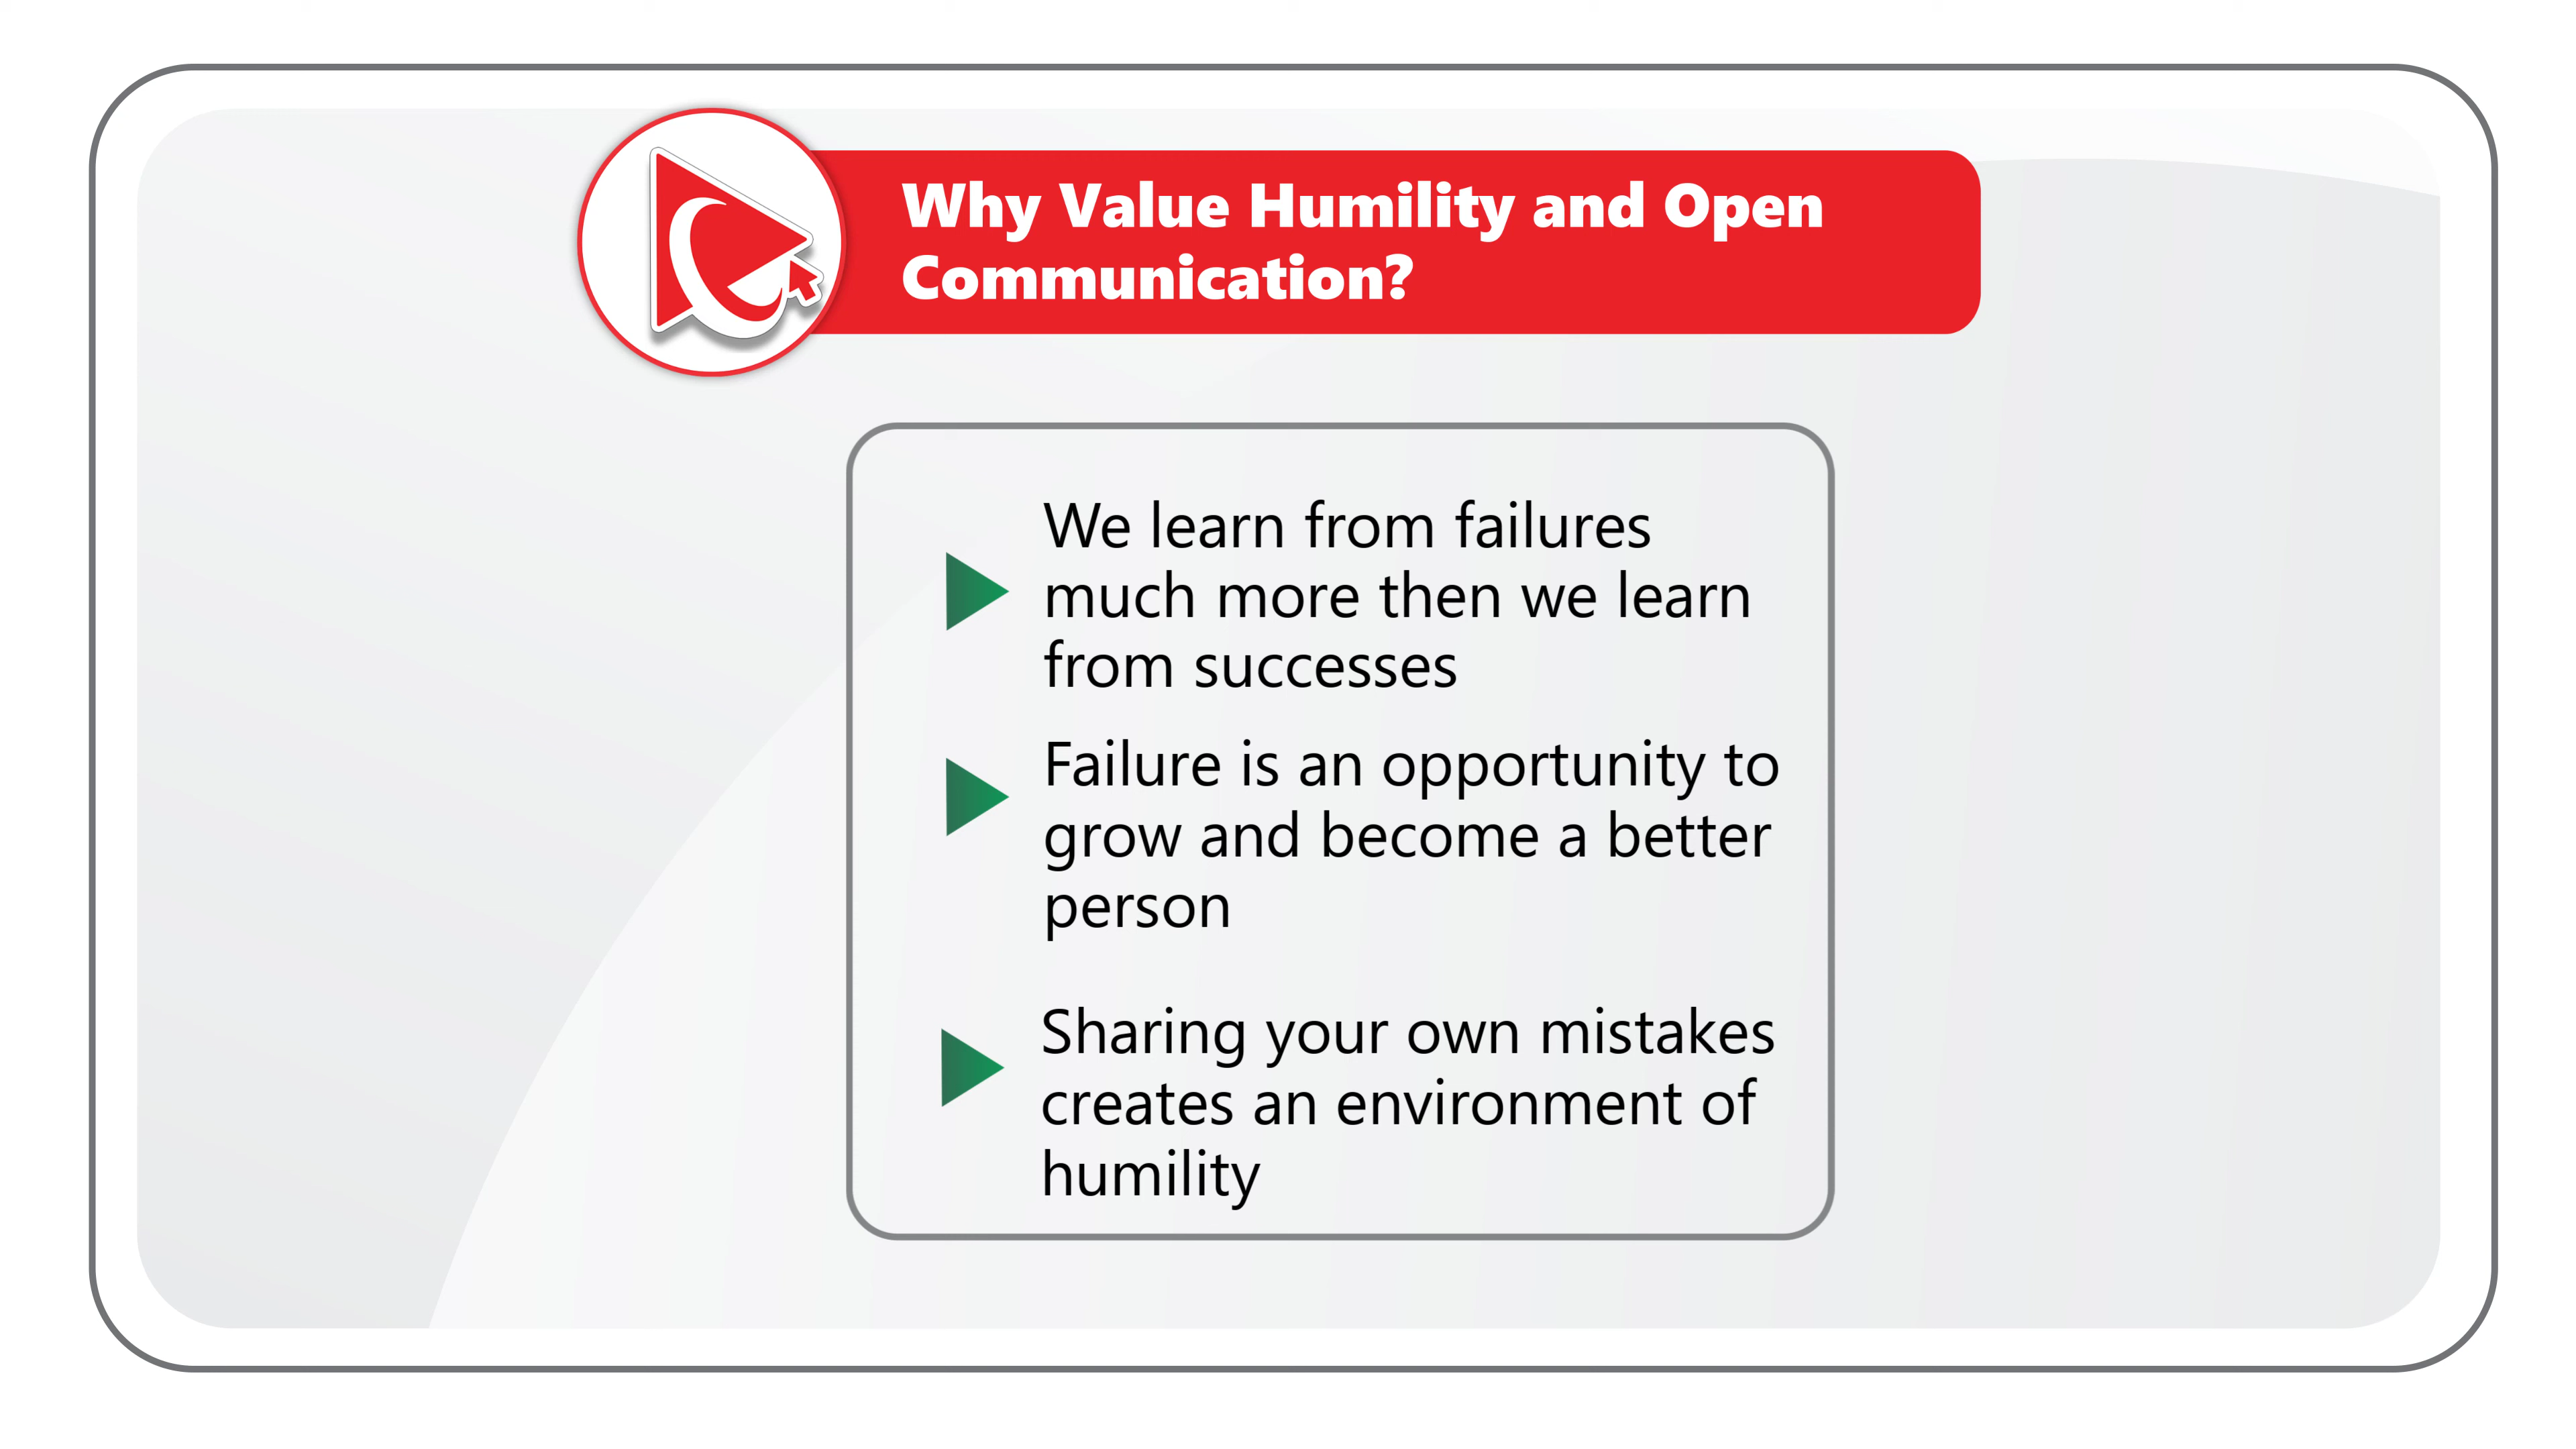 Why Value Humility and Open
Communication?
We learn from failures
much more then we learn
from successes
Failure is an opportunity to
grow and become a better
person
Sharing your own mistakes
creates an environment of
humility